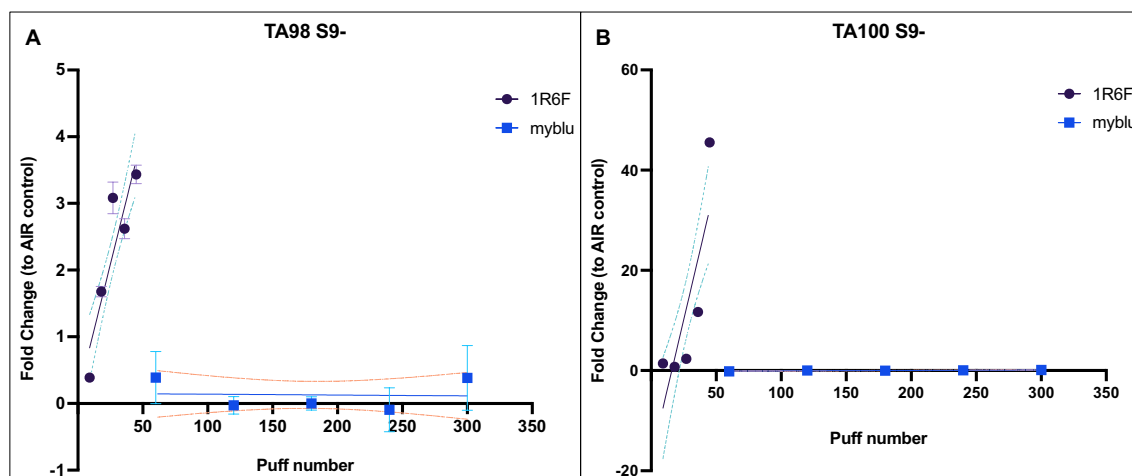 A
TA98 S9-
5
4
3
2
1
0
-1
50
100
150
200
250
300
350
Fold Change (to AIR control)
Puff number
1R6F
myblu
B
TA100 S9-
60
40
20
0
-20
50
100
150
200
250
300
350
Fold Change (to AIR control)
Puff number
1R6F
myblu